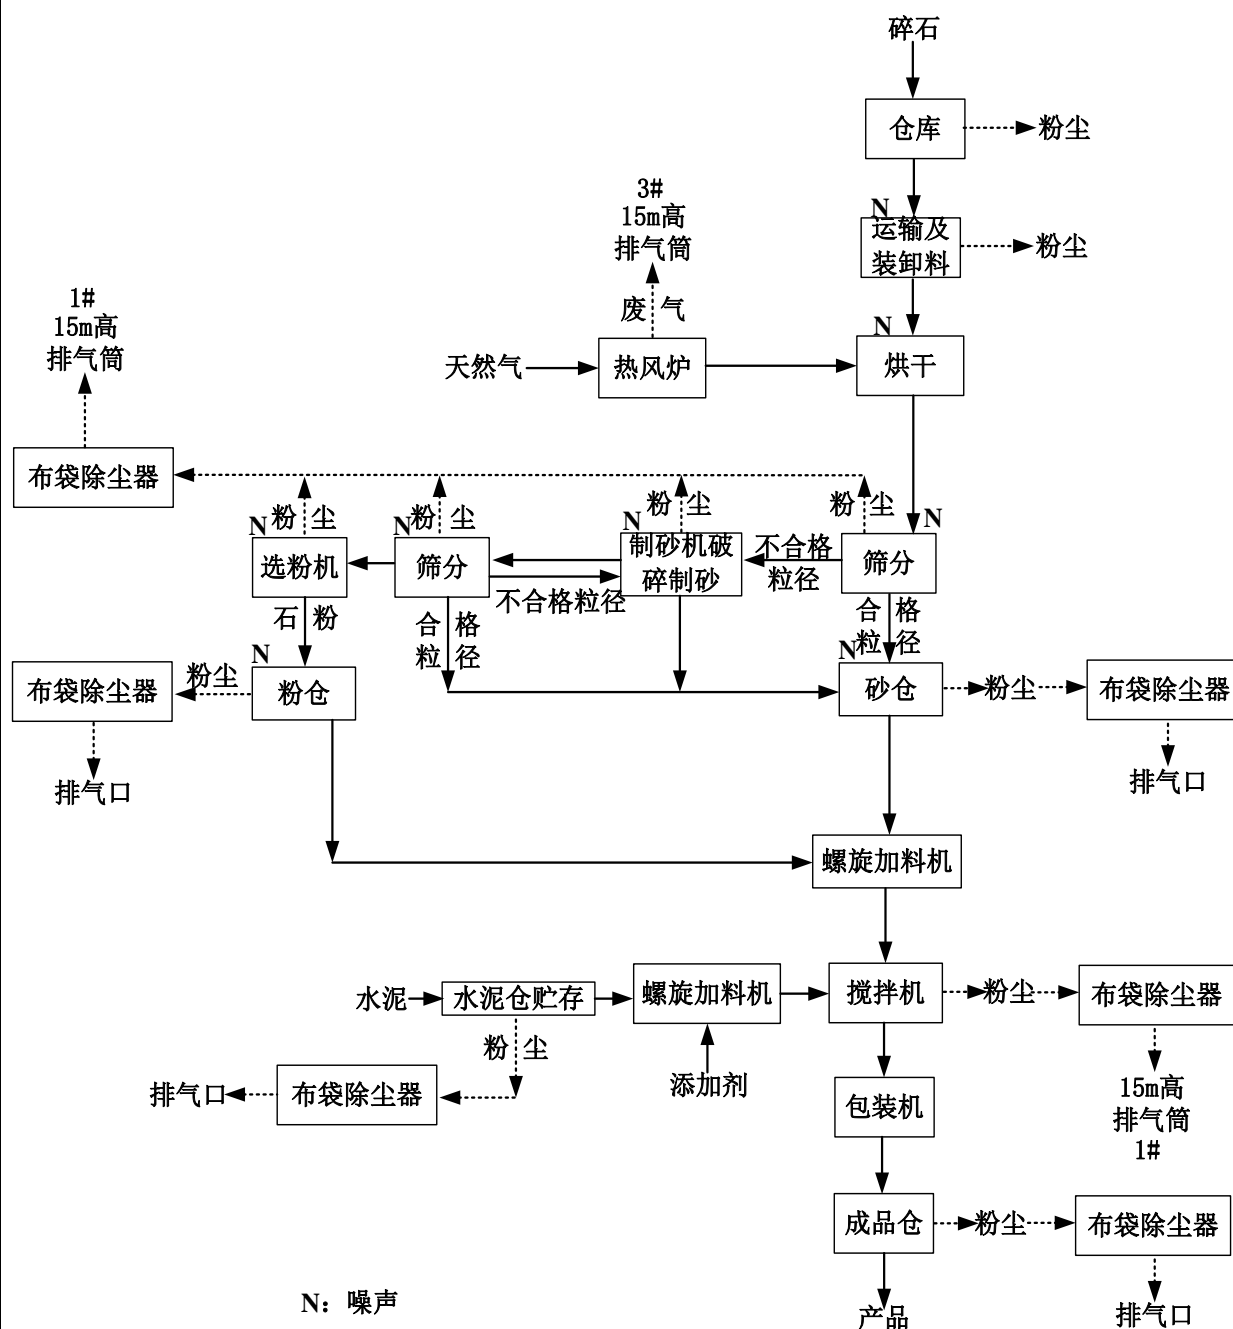 碎石
仓库
粉尘
N
运输及
装卸料
粉尘
3#
15m高
排气筒
废气
1#
15m高
排气筒
天然气
热风炉
N
烘干
布袋除尘器
N
粉尘
N
粉尘
N
粉尘
粉尘
N
选粉机
筛分
制砂机破
碎制砂
不合格
粒径
筛分
不合格粒径
石粉
合格
粒径
合格
粒径
N
N
布袋除尘器
粉尘
粉仓
砂仓
粉尘
布袋除尘器
排气口
排气口
螺旋加料机
水泥
水泥仓贮存
螺旋加料机
搅拌机
粉尘
布袋除尘器
粉尘
添加剂
排气口
布袋除尘器
包装机
15m高
排气筒
1#
成品仓
粉尘
布袋除尘器
N：噪声
产品
排气口